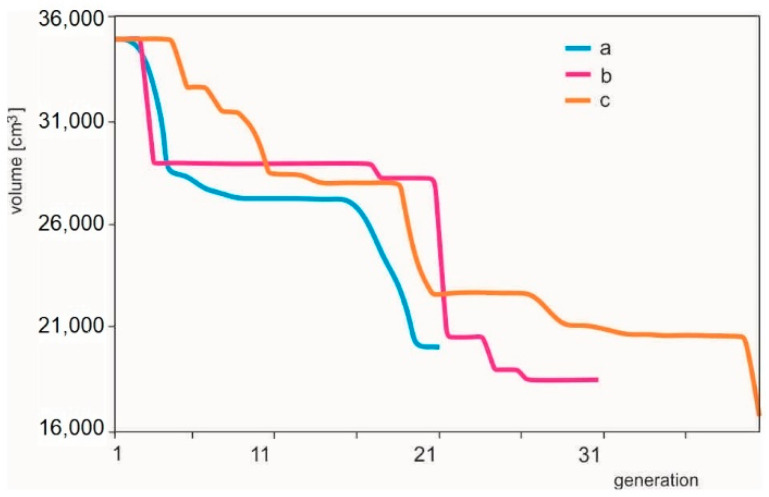 36,000
31,000
26,000
21,000
16,000
volume [cm³]
a
b
c
1 11 21 31
generation